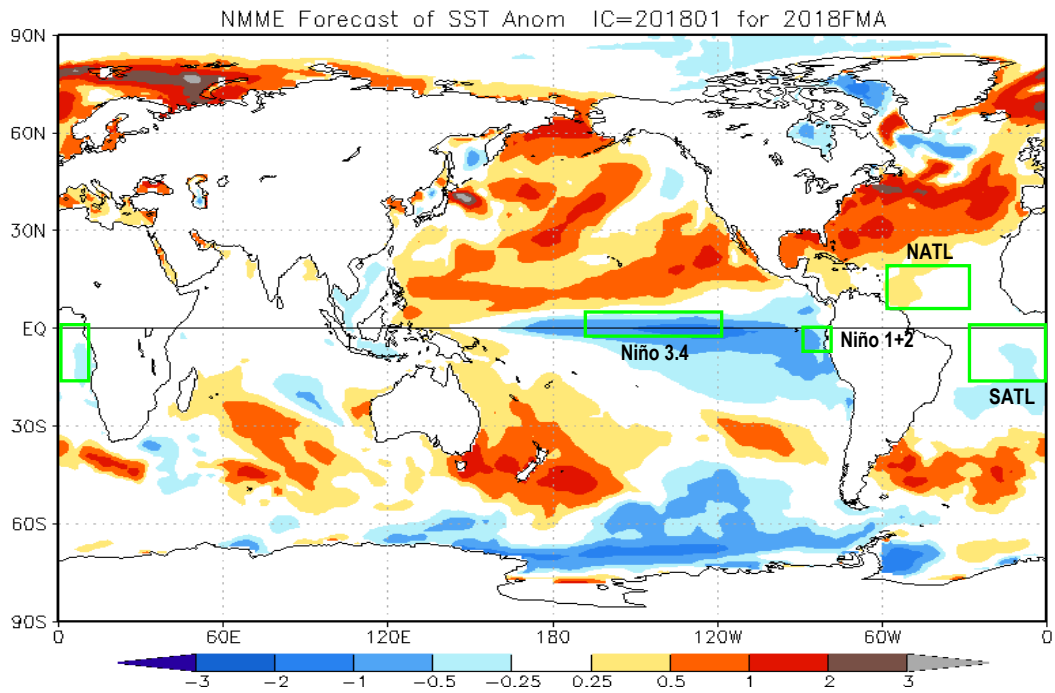 NMME Forecast of SST Anom IC=201801 for 2018FMA
90N
60N
30N
EQ
30S
60S
90S
NATL
Niño 3.4
Niño 1+2
SATL
0 60E 120E 180 120W 60W 0
−3 −2 −1 −0.5 −0.25 0.25 0.5 1 2 3